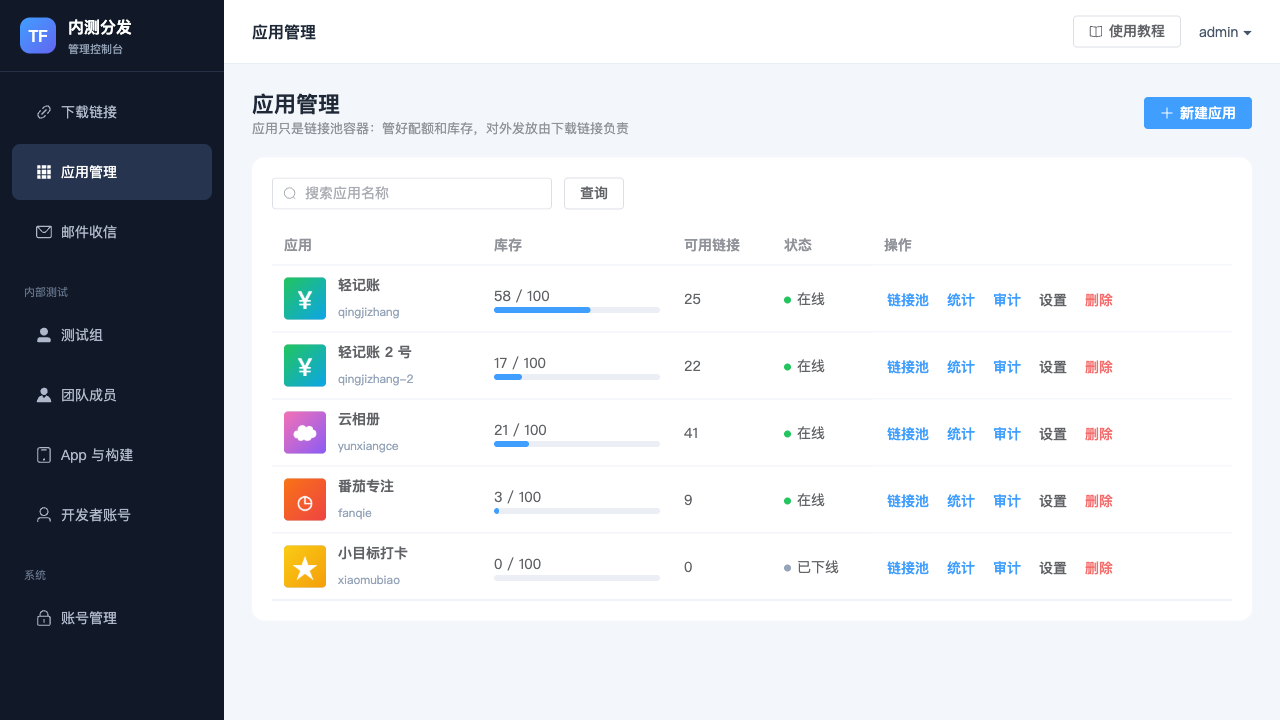 TF
内测分发
管理控制台
下载链接
应用管理
邮件收信
内部测试
测试组
团队成员
App 与构建
开发者账号
系统
账号管理
应用管理
使用教程
admin
应用管理
应用只是链接池容器：管好配额和库存，对外发放由下载链接负责
新建应用
搜索应用名称
查询
应用 库存 可用链接 状态 操作
¥ 轻记账 qingjizhang 58 / 100 25 在线 链接池 统计 审计 设置 删除
¥ 轻记账 2 号 qingjizhang-2 17 / 100 22 在线 链接池 统计 审计 设置 删除
云相册 yunxiangce 21 / 100 41 在线 链接池 统计 审计 设置 删除
番茄专注 fanqie 3 / 100 9 在线 链接池 统计 审计 设置 删除
小目标打卡 xiaomubiao 0 / 100 0 已下线 链接池 统计 审计 设置 删除